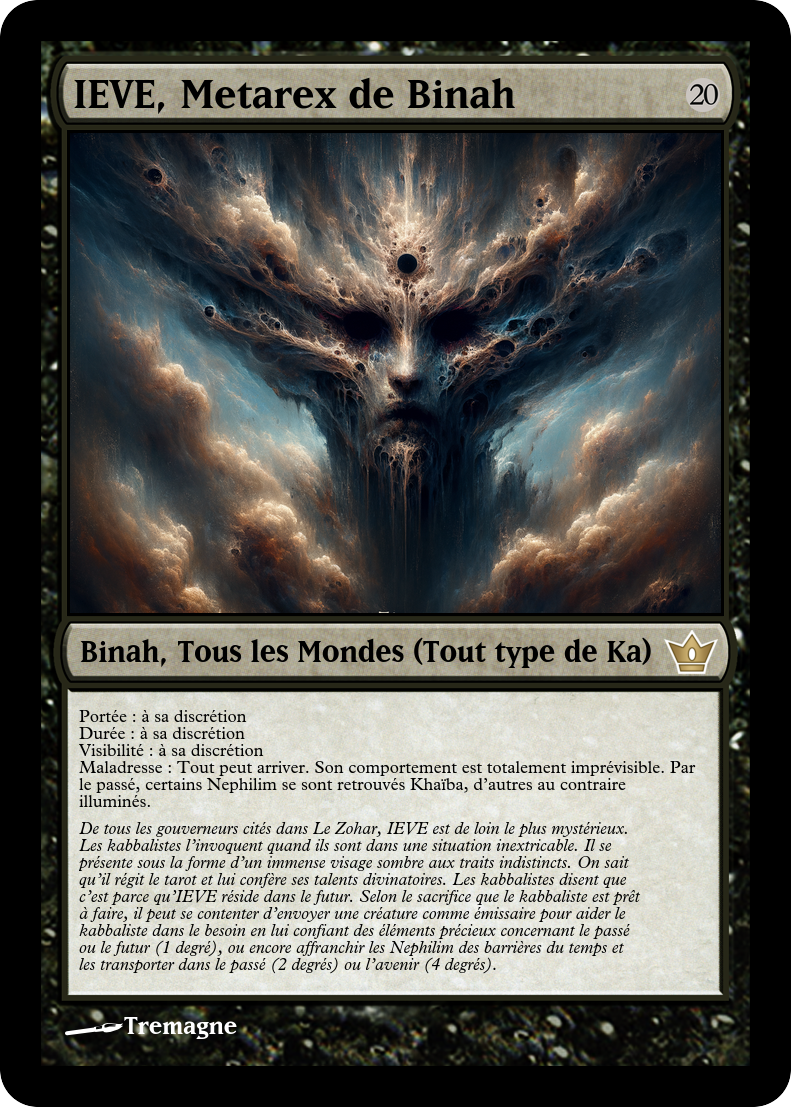 IEVE, Metarex de Binah
20
Binah, Tous les Mondes (Tout type de Ka)
Portée : à sa discrétion
Durée : à sa discrétion
Visibilité : à sa discrétion
Maladresse : Tout peut arriver. Son comportement est totalement imprévisible. Par
le passé, certains Nephilim se sont retrouvés Khaïba, d'autres au contraire
illuminés.
De tous les gouverneurs cités dans Le Zohar, IEVE est de loin le plus mystérieux.
Les kabbalistes l'invoquent quand ils sont dans une situation inextricable. Il se
présente sous la forme d'un immense visage sombre aux traits indistincts. On sait
qu'il régit le tarot et lui confère ses talents divinatoires. Les kabbalistes disent que
c'est parce qu'IEVE réside dans le futur. Selon le sacrifice que le kabbaliste est prêt
à faire, il peut se contenter d'envoyer une créature comme émissaire pour aider le
kabbaliste dans le besoin en lui confiant des éléments précieux concernant le passé
ou le futur (1 degré), ou encore affranchir les Nephilim des barrières du temps et
les transporter dans le passé (2 degrés) ou l'avenir (4 degrés).
Tremagne